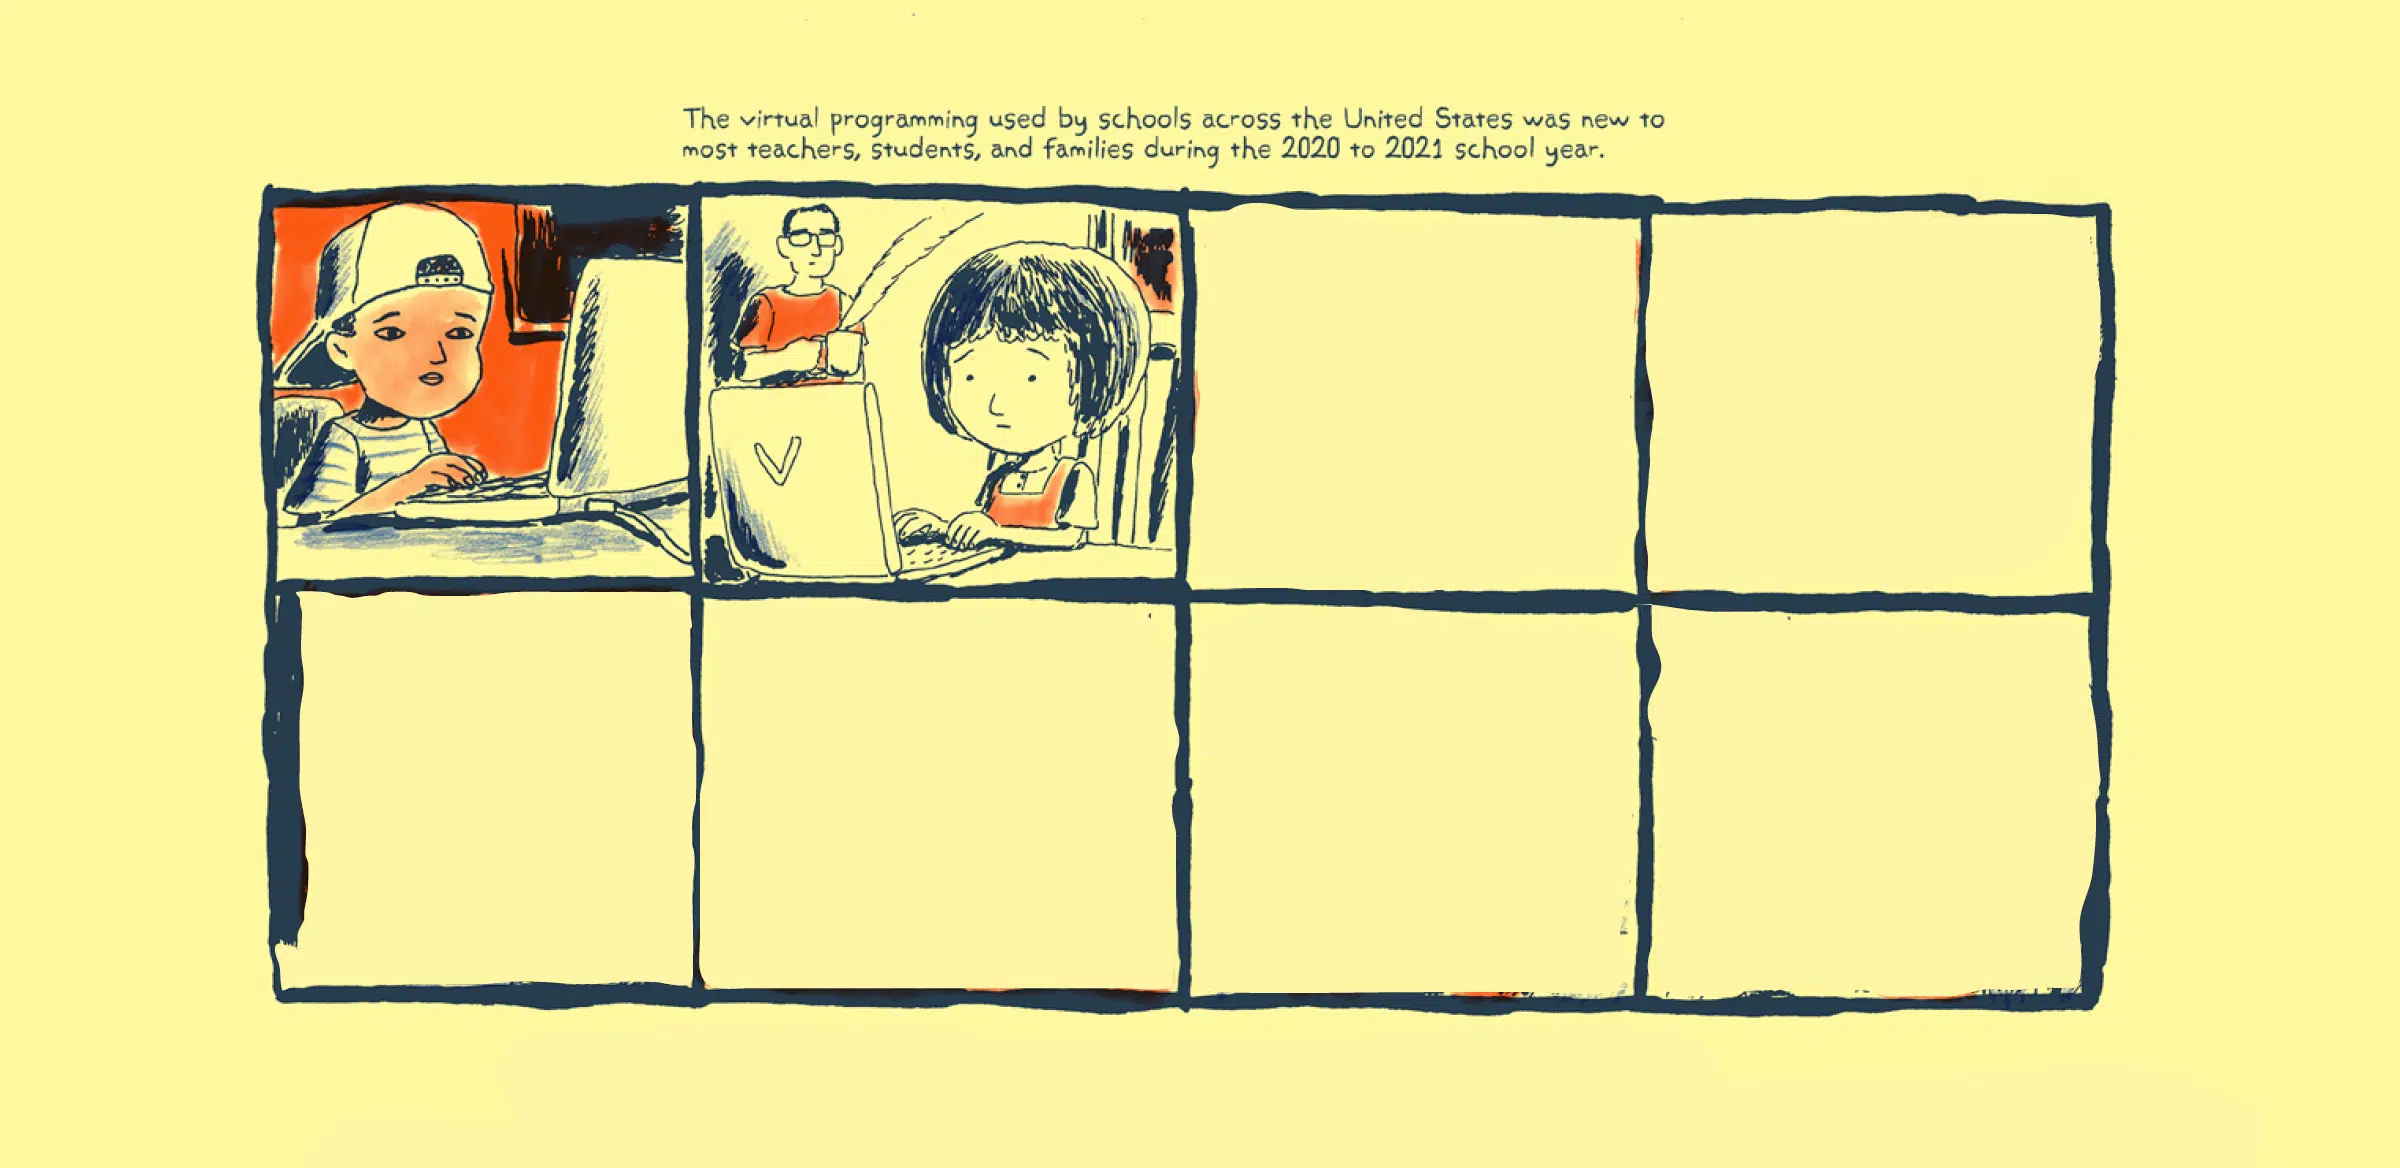 The virtual programming used by schools across the United States was new to
most teachers, students, and families during the 2020 to 2021 school year.
V